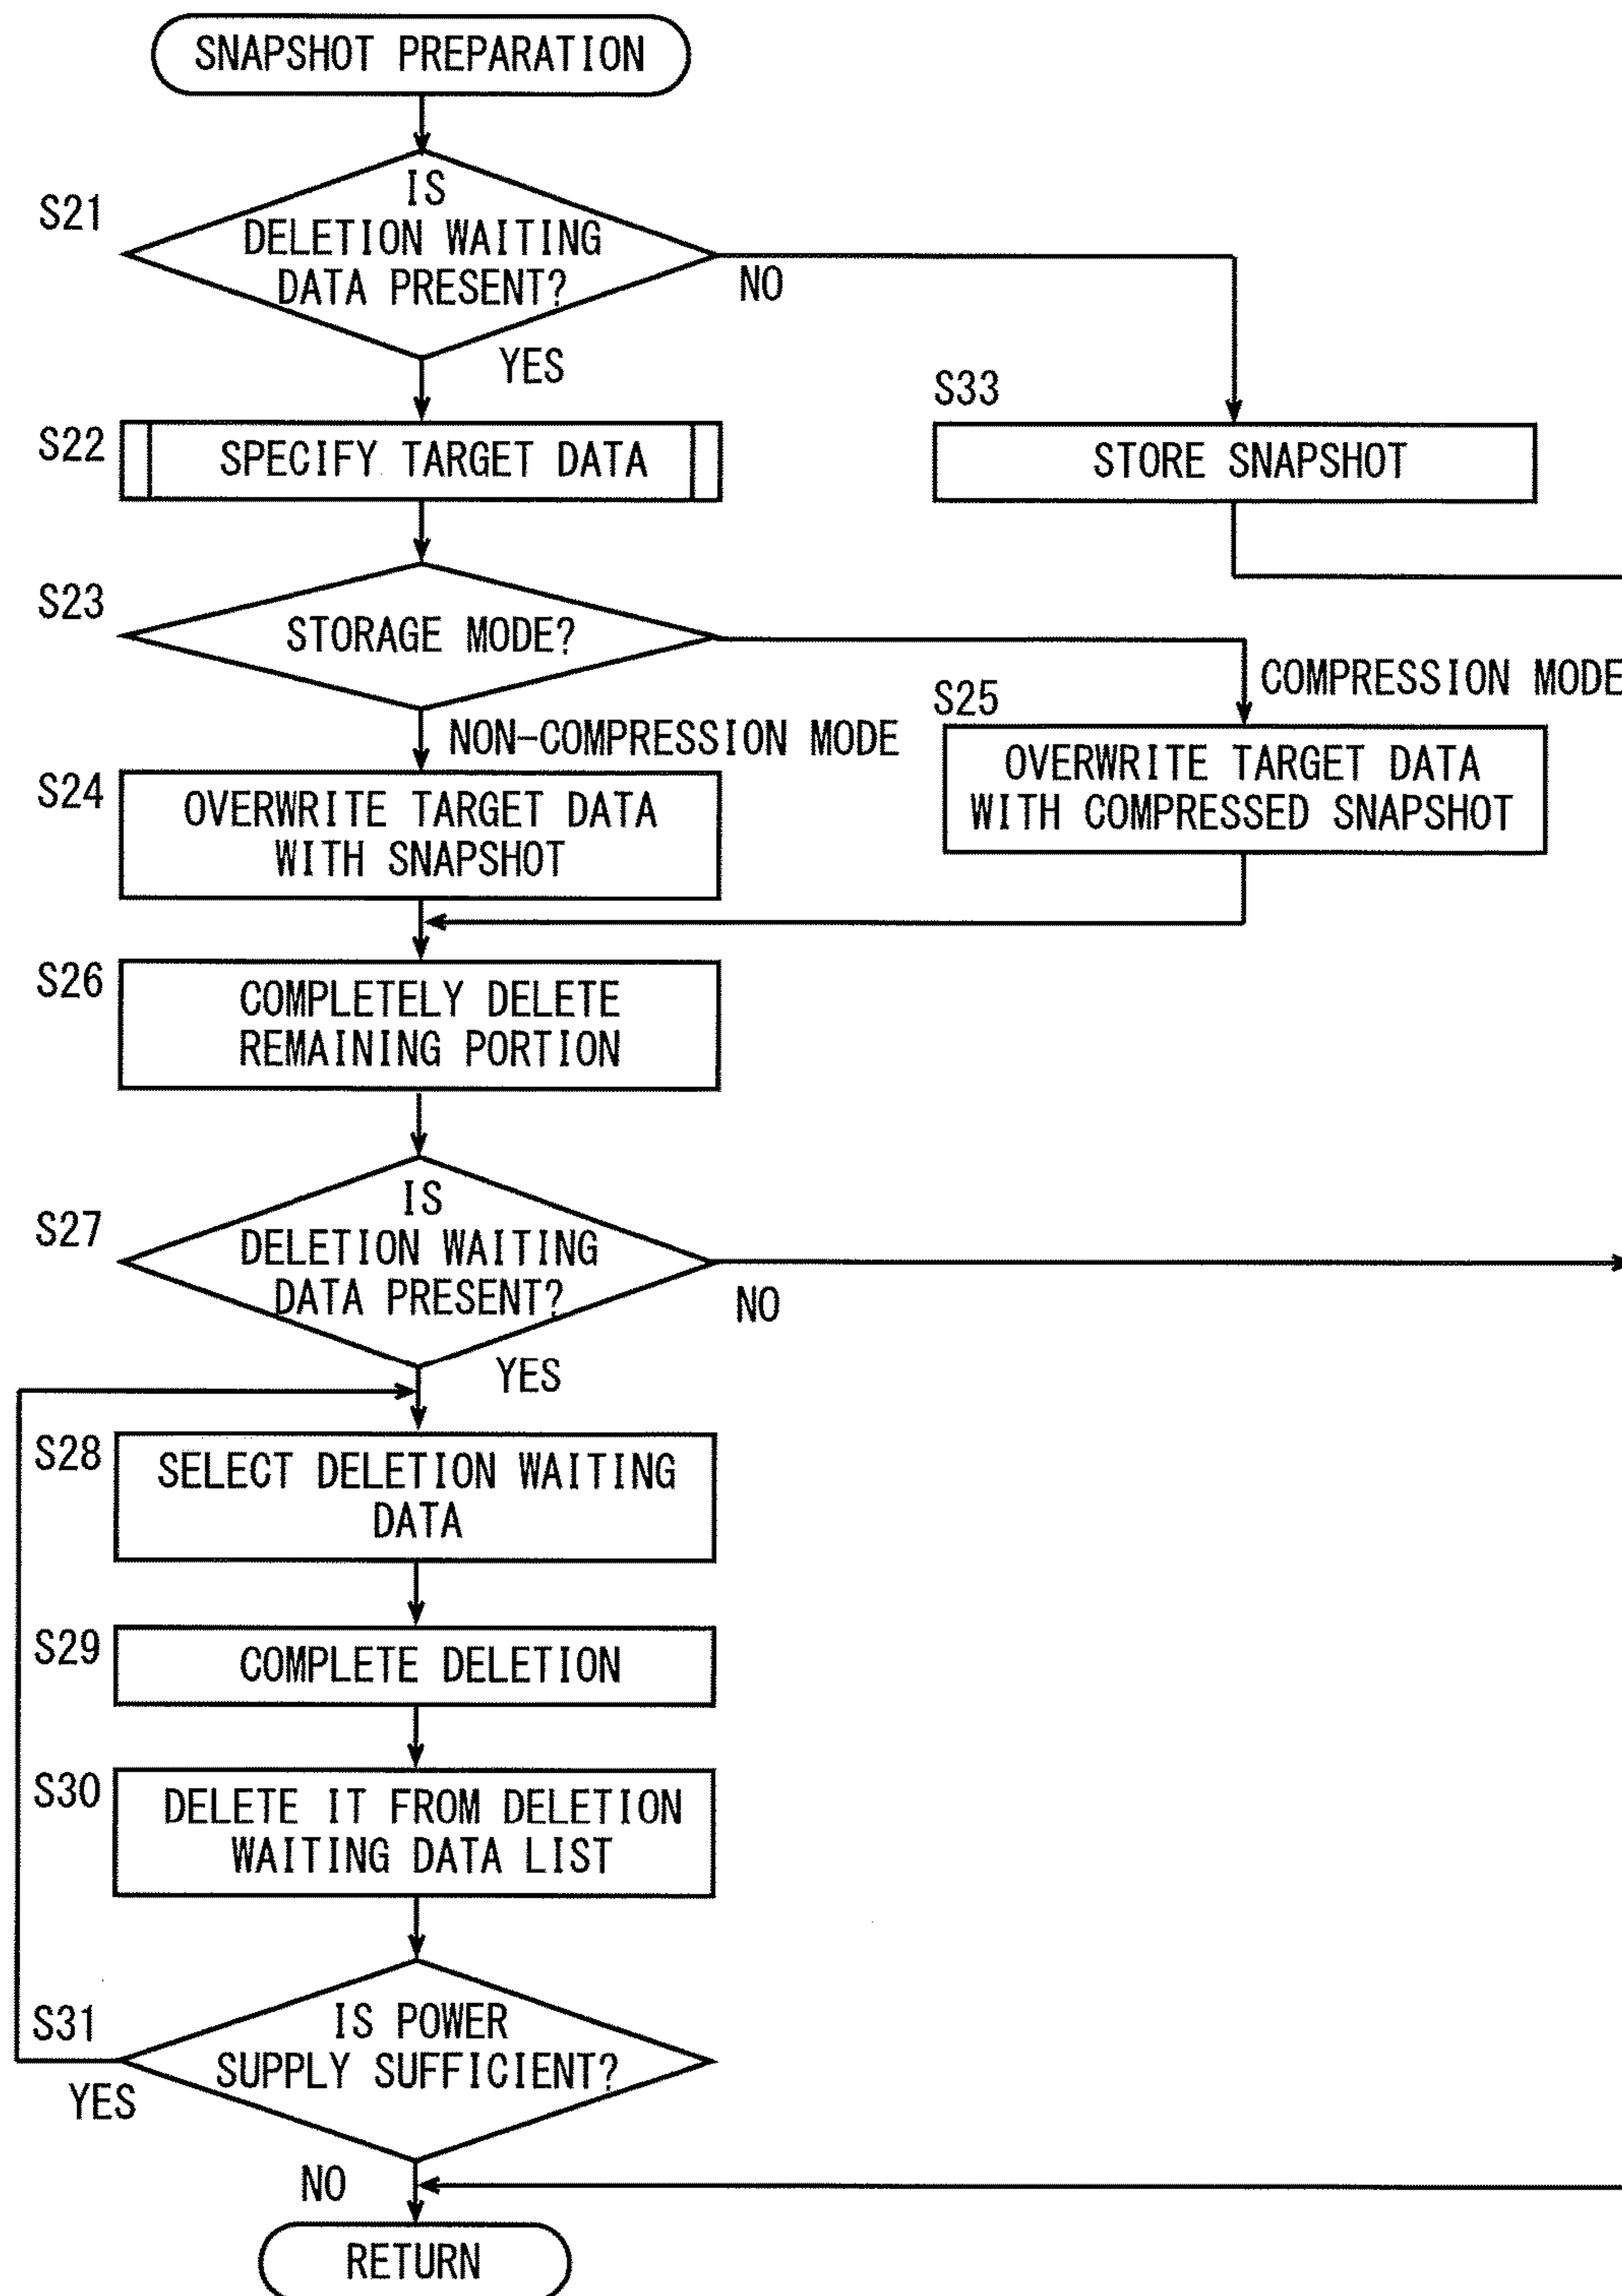 SNAPSHOT PREPARATION
S21
IS
DELETION WAITING
DATA PRESENT?
NO
YES
S22
SPECIFY TARGET DATA
S33
STORE SNAPSHOT
S23
STORAGE MODE?
COMPRESSION MODE
NON-COMPRESSION MODE
S25
OVERWRITE TARGET DATA
WITH COMPRESSED SNAPSHOT
S24
OVERWRITE TARGET DATA
WITH SNAPSHOT
S26
COMPLETELY DELETE
REMAINING PORTION
S27
IS
DELETION WAITING
DATA PRESENT?
NO
YES
S28
SELECT DELETION WAITING
DATA
S29
COMPLETE DELETION
S30
DELETE IT FROM DELETION
WAITING DATA LIST
S31
IS POWER
SUPPLY SUFFICIENT?
YES
NO
RETURN